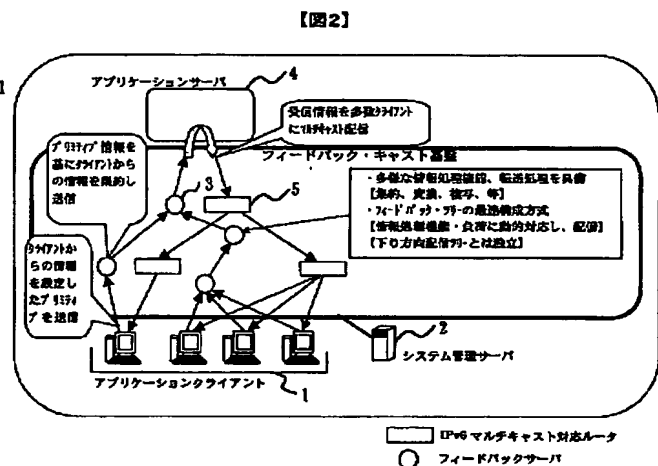 【図2】
1
アプリケーションサーバ
4
受信情報を多数クライアント
にマルチキャスト配信
フィードバック・キャスト基盤
プリミティブ情報を
基にクライアントから
の情報を集約し
送信
3
5
・多様な情報処理機能、転送処理を具備
【集約、変換、複写、等】
・フィードバック・ツリーの最適構成方式
【情報処理機能・負荷に動的対応し、配信】
【下り方向配信ツリーとは独立】
クライアントか
らの情報
を設定し
たプリミティ
ブを送信
2
システム管理サーバ
アプリケーションクライアント
1
IPv6 マルチキャスト対応ルータ
フィードバックサーバ